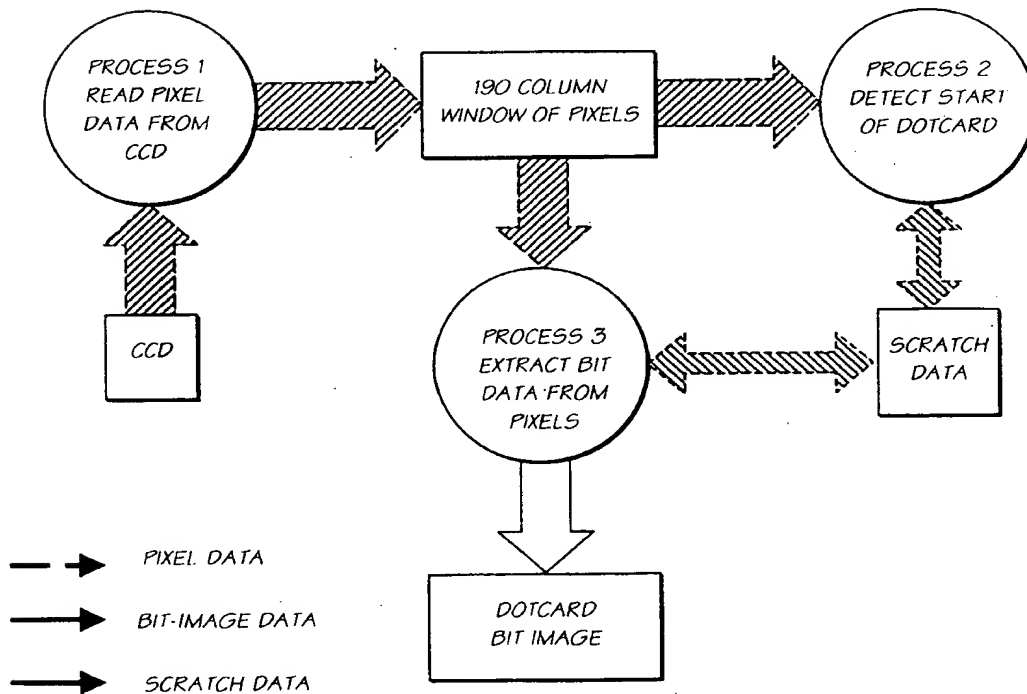 PROCESS 1
READ PIXEL
DATA FROM
CCD
190 COLUMN
WINDOW OF PIXELS
PROCESS 2
DETECT START
OF DOTCARD
CCD
PROCESS 3
EXTRACT BIT
DATA FROM
PIXELS
SCRATCH
DATA
DOTCARD
BIT IMAGE
PIXEL DATA
BIT-IMAGE DATA
SCRATCH DATA